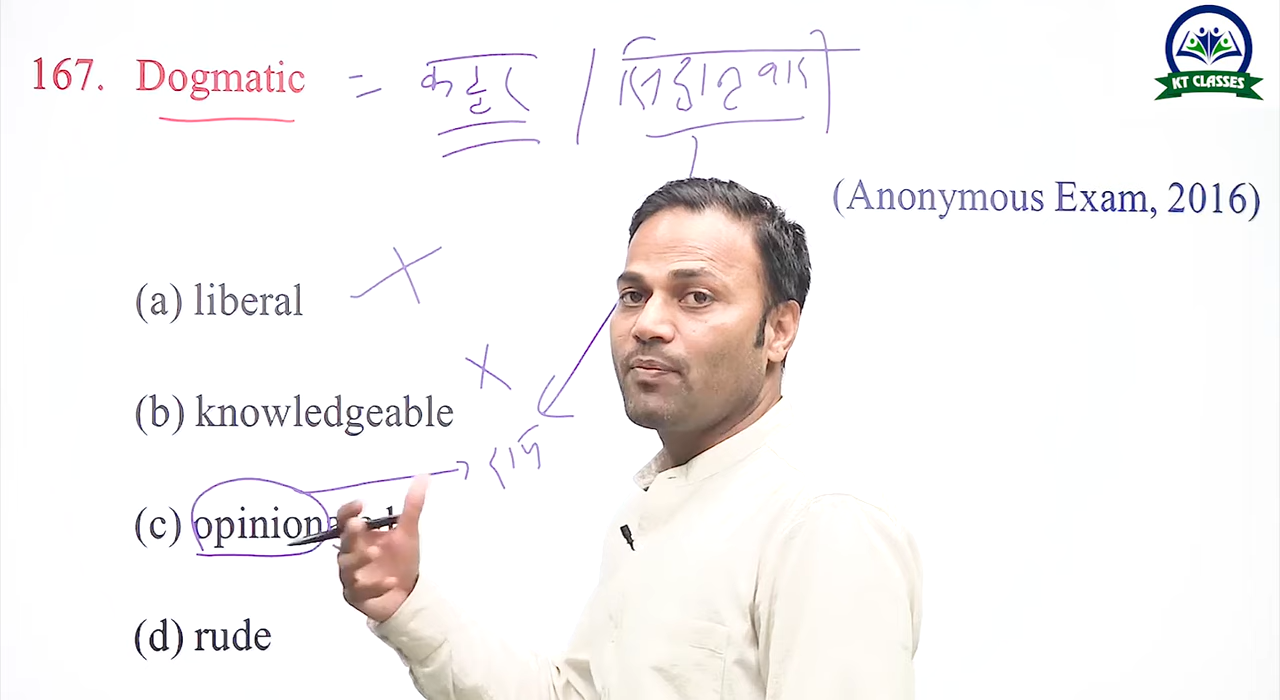 167. Dogmatic = कट्टर / सिद्धान्तवाद
KT CLASSES
(Anonymous Exam, 2016)
(a) liberal
(b) knowledgeable
राय
(c) opinion
(d) rude